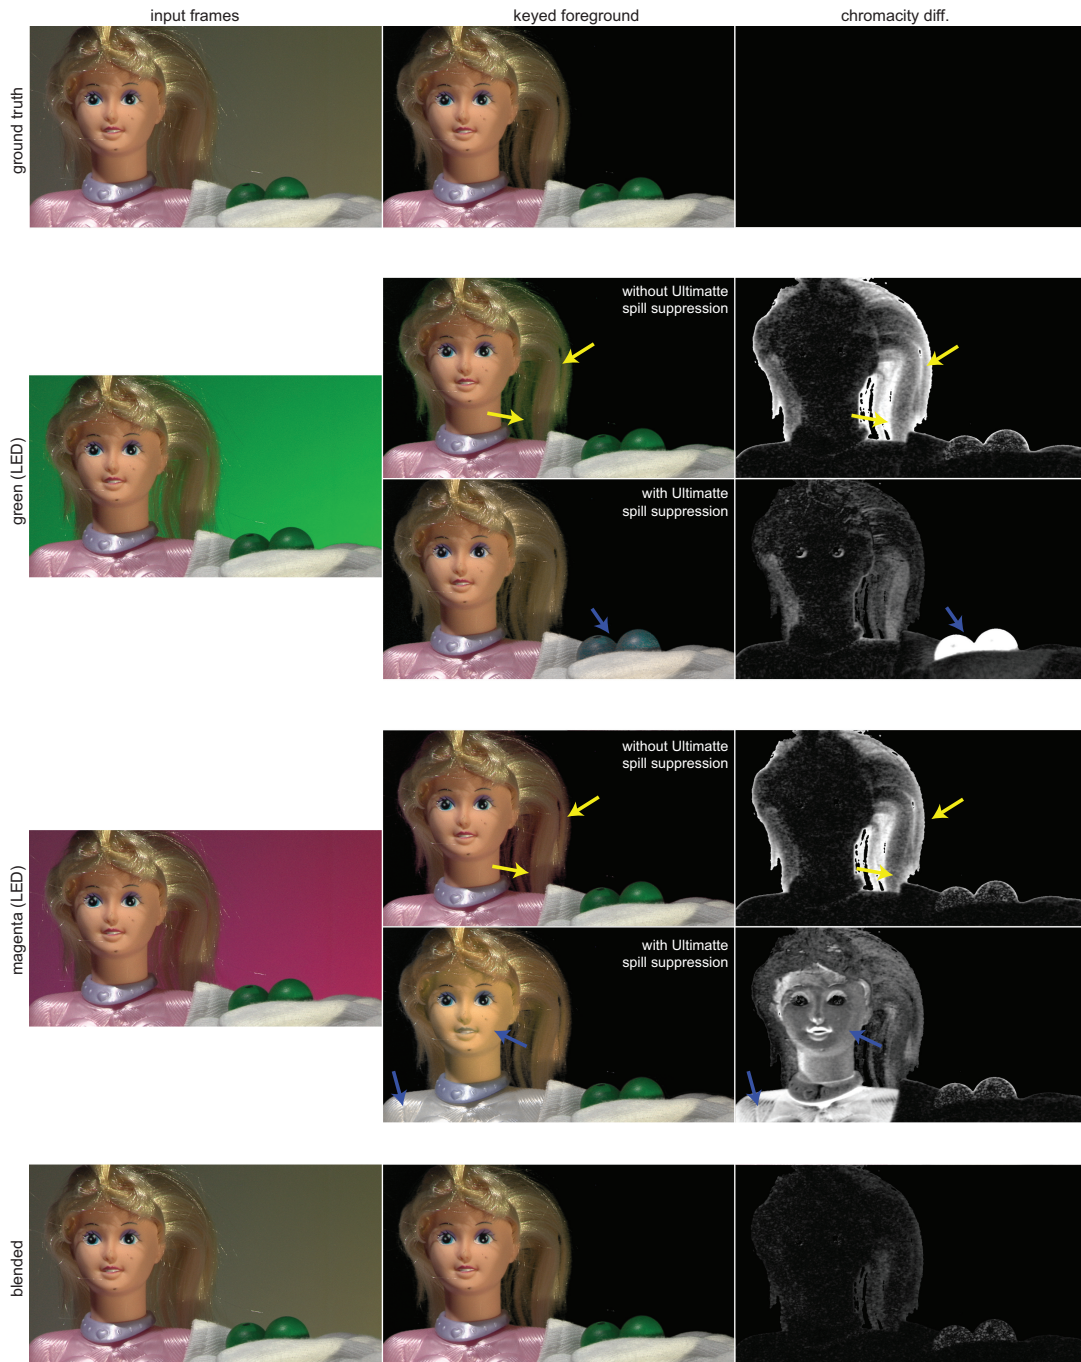 input frames
keyed foreground
chromacity diff.
ground truth
green (LED)
without Ultimatte
spill suppression
with Ultimatte
spill suppression
magenta (LED)
without Ultimatte
spill suppression
with Ultimatte
spill suppression
blended